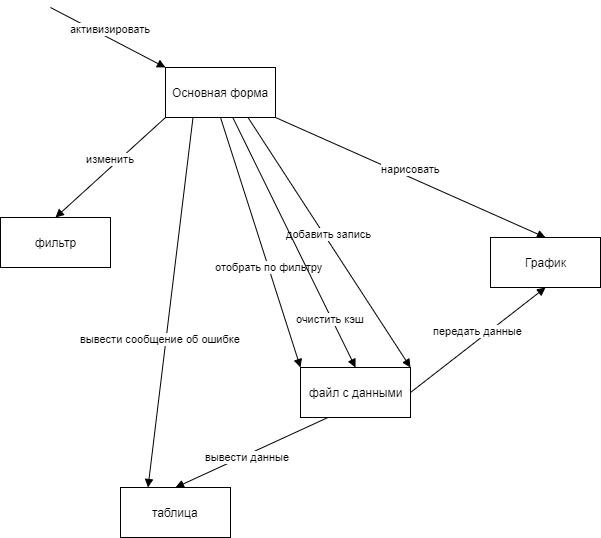 активизировать
Основная форма
изменить
нарисовать
добавить запись
фильтр
отобрать по фильтру
График
очистить кэш
передать данные
вывести сообщение об ошибке
файл с данными
вывести данные
таблица